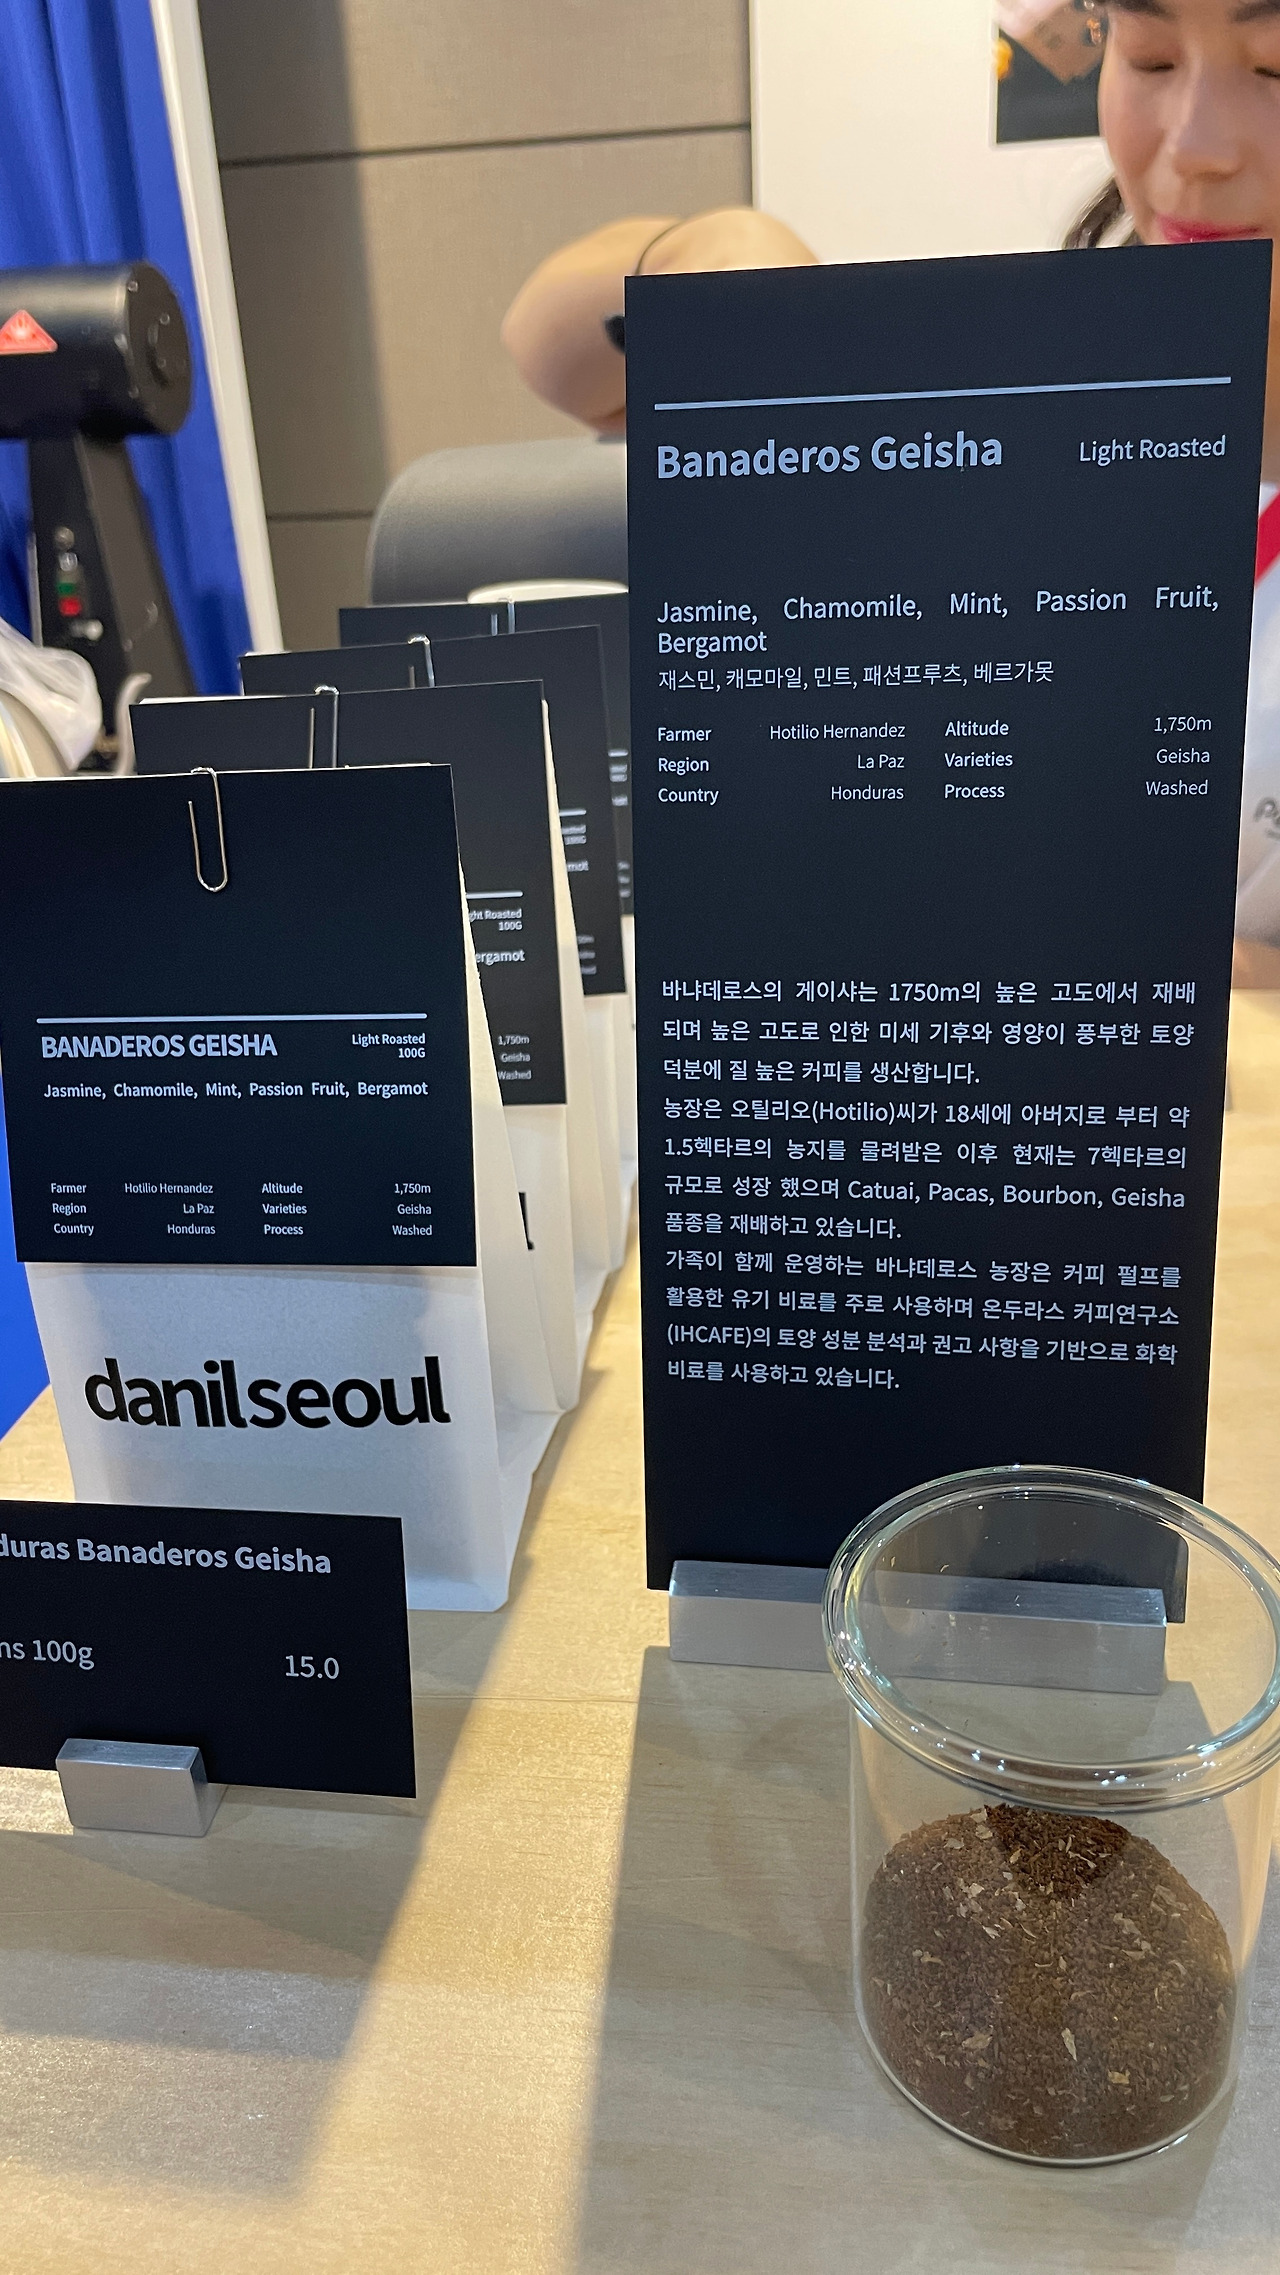 Banaderos Geisha Light Roasted
Jasmine, Chamomile, Mint, Passion Fruit,
Bergamot
재스민, 캐모마일, 민트, 패션프루츠, 베르가못
Farmer Hotilio Hernandez Altitude 1,750m
Region La Paz Varieties Geisha
Country Honduras Process Washed
바냐데로스의 게이샤는 1750m의 높은 고도에서 재배
되며 높은 고도로 인한 미세 기후와 영양이 풍부한 토양
덕분에 질 높은 커피를 생산합니다.
농장은 오틸리오(Hotilio)씨가 18세에 아버지로 부터 약
1.5헥타르의 농지를 물려받은 이후 현재는 7헥타르의
규모로 성장 했으며 Catuai, Pacas, Bourbon, Geisha
품종을 재배하고 있습니다.
가족이 함께 운영하는 바냐데로스 농장은 커피 펄프를
활용한 유기 비료를 주로 사용하며 온두라스 커피연구소
(IHCAFE)의 토양 성분 분석과 권고 사항을 기반으로 화학
비료를 사용하고 있습니다.
BANADEROS GEISHA Light Roasted
100G
Jasmine, Chamomile, Mint, Passion Fruit, Bergamot
Farmer Hotilio Hernandez Altitude 1,750m
Region La Paz Varieties Geisha
Country Honduras Process Washed
danilseoul
ght Roasted
100G
ergamot
1,750m
Geisha
Washed
duras Banaderos Geisha
ns 100g 15.0